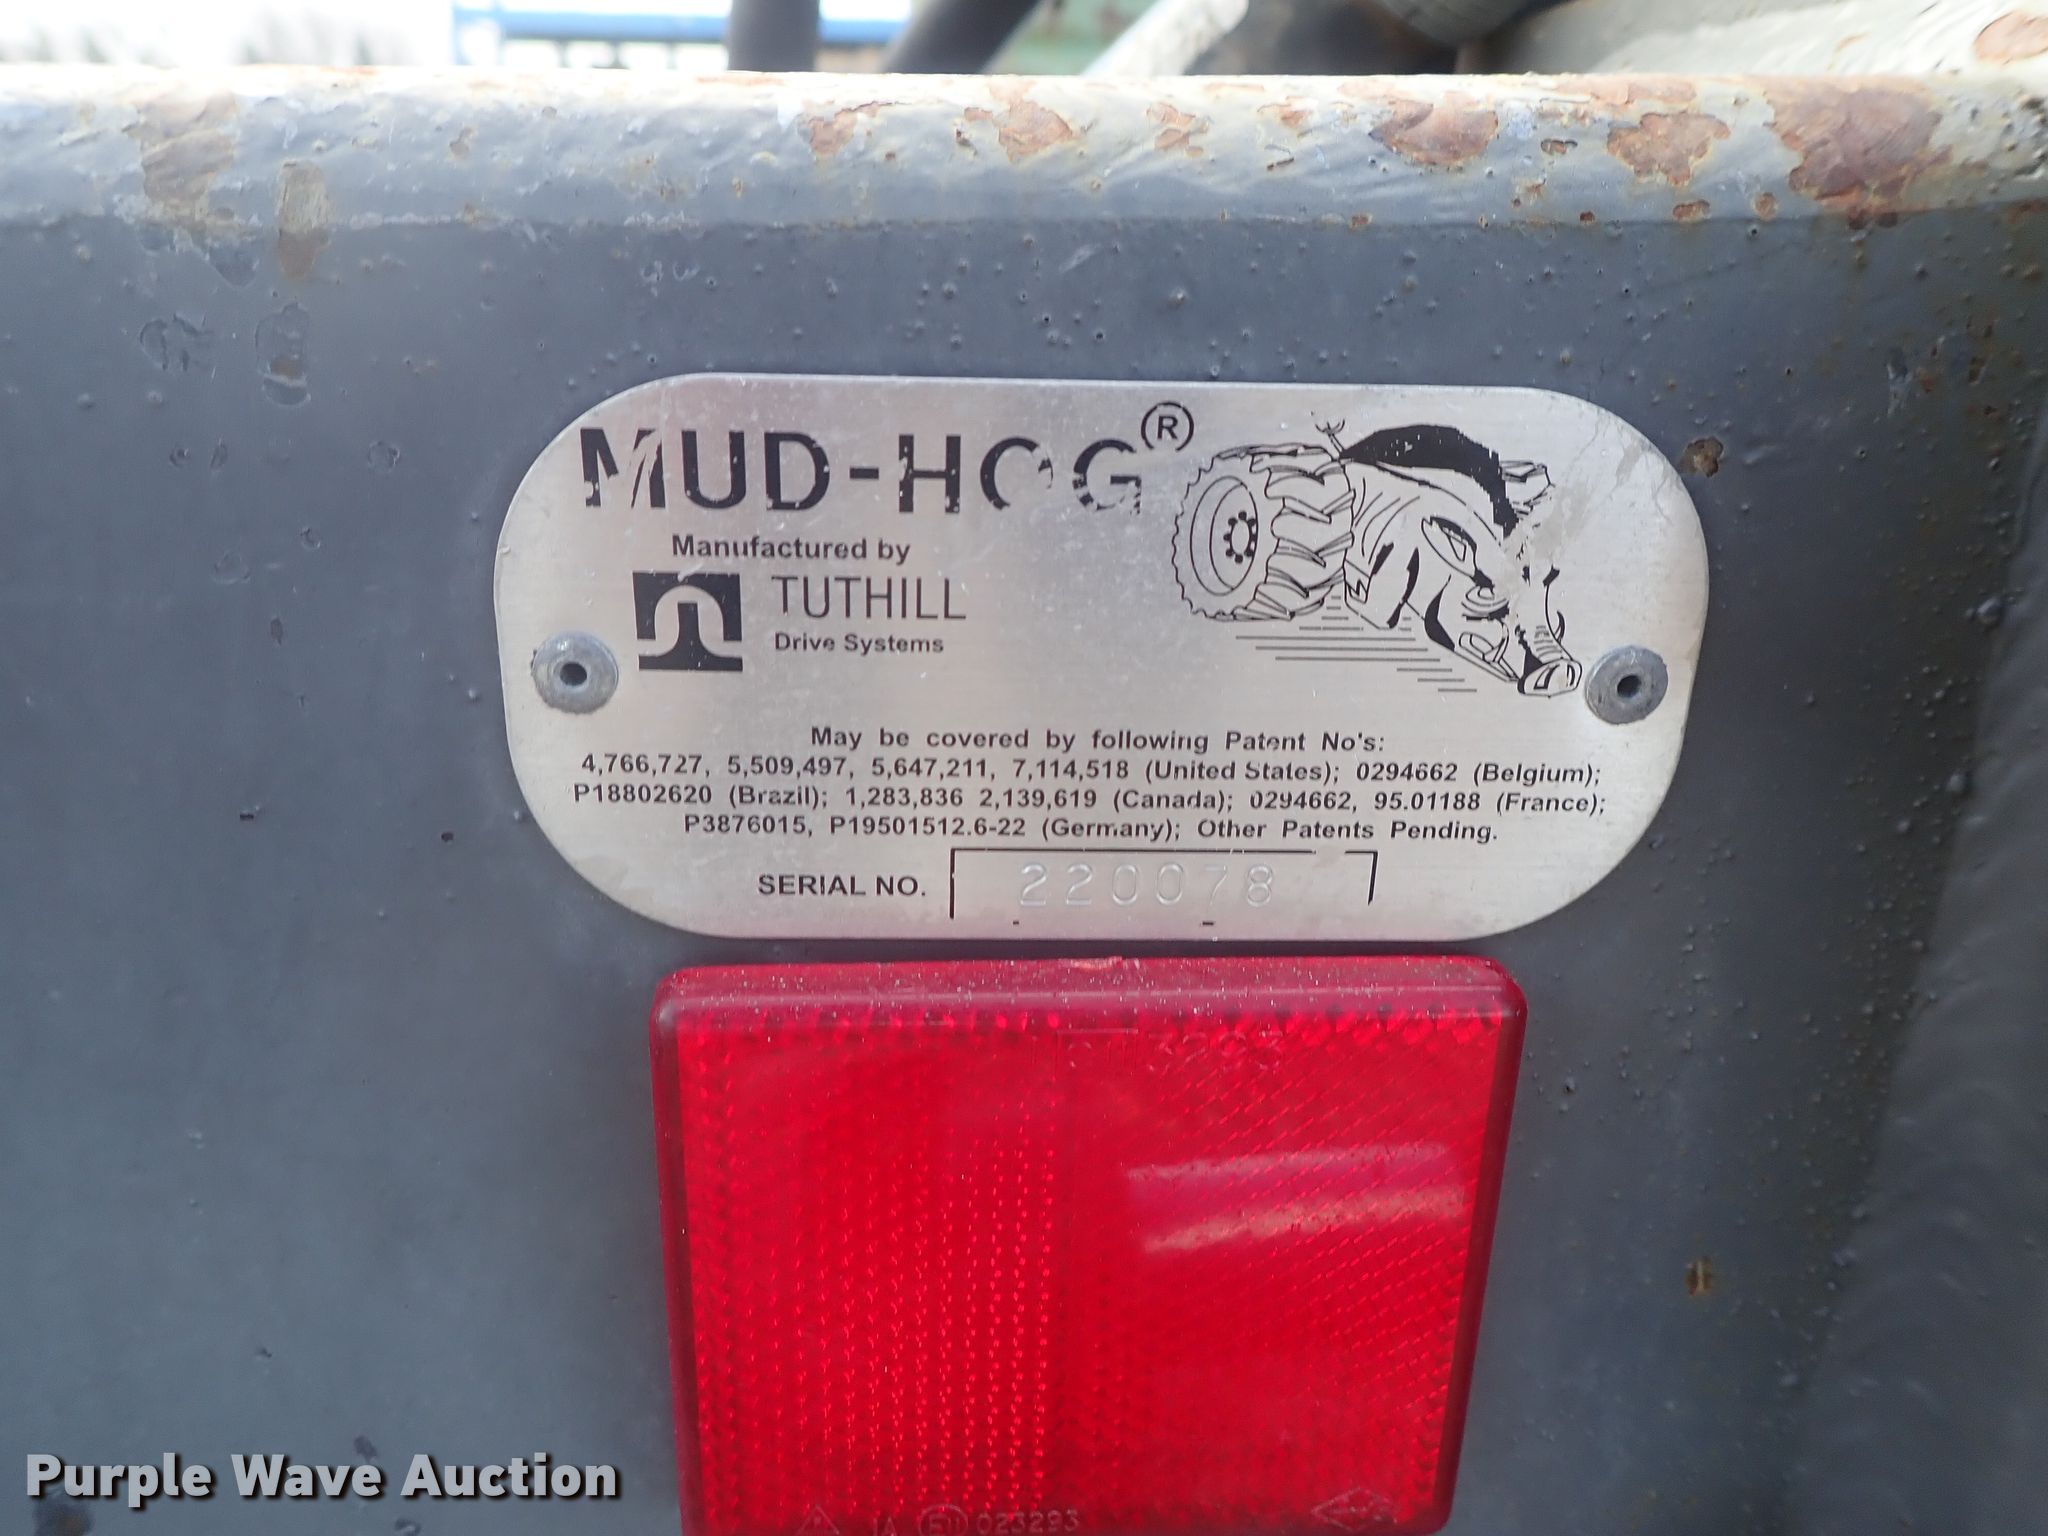 MUD-HOG®
Manufactured by
TUTHILL
Drive Systems
May be covered by following Patent No's:
4,766,727, 5,509,497, 5,647,211, 7,114,518 (United States); 0294662 (Belgium);
P18802620 (Brazil); 1,283,836 2,139,619 (Canada); 0294662, 95.01188 (France);
P3876015, P19501512.6-22 (Germany); Other Patents Pending.
SERIAL NO. 220078
IA E11 023293
Purple Wave Auction